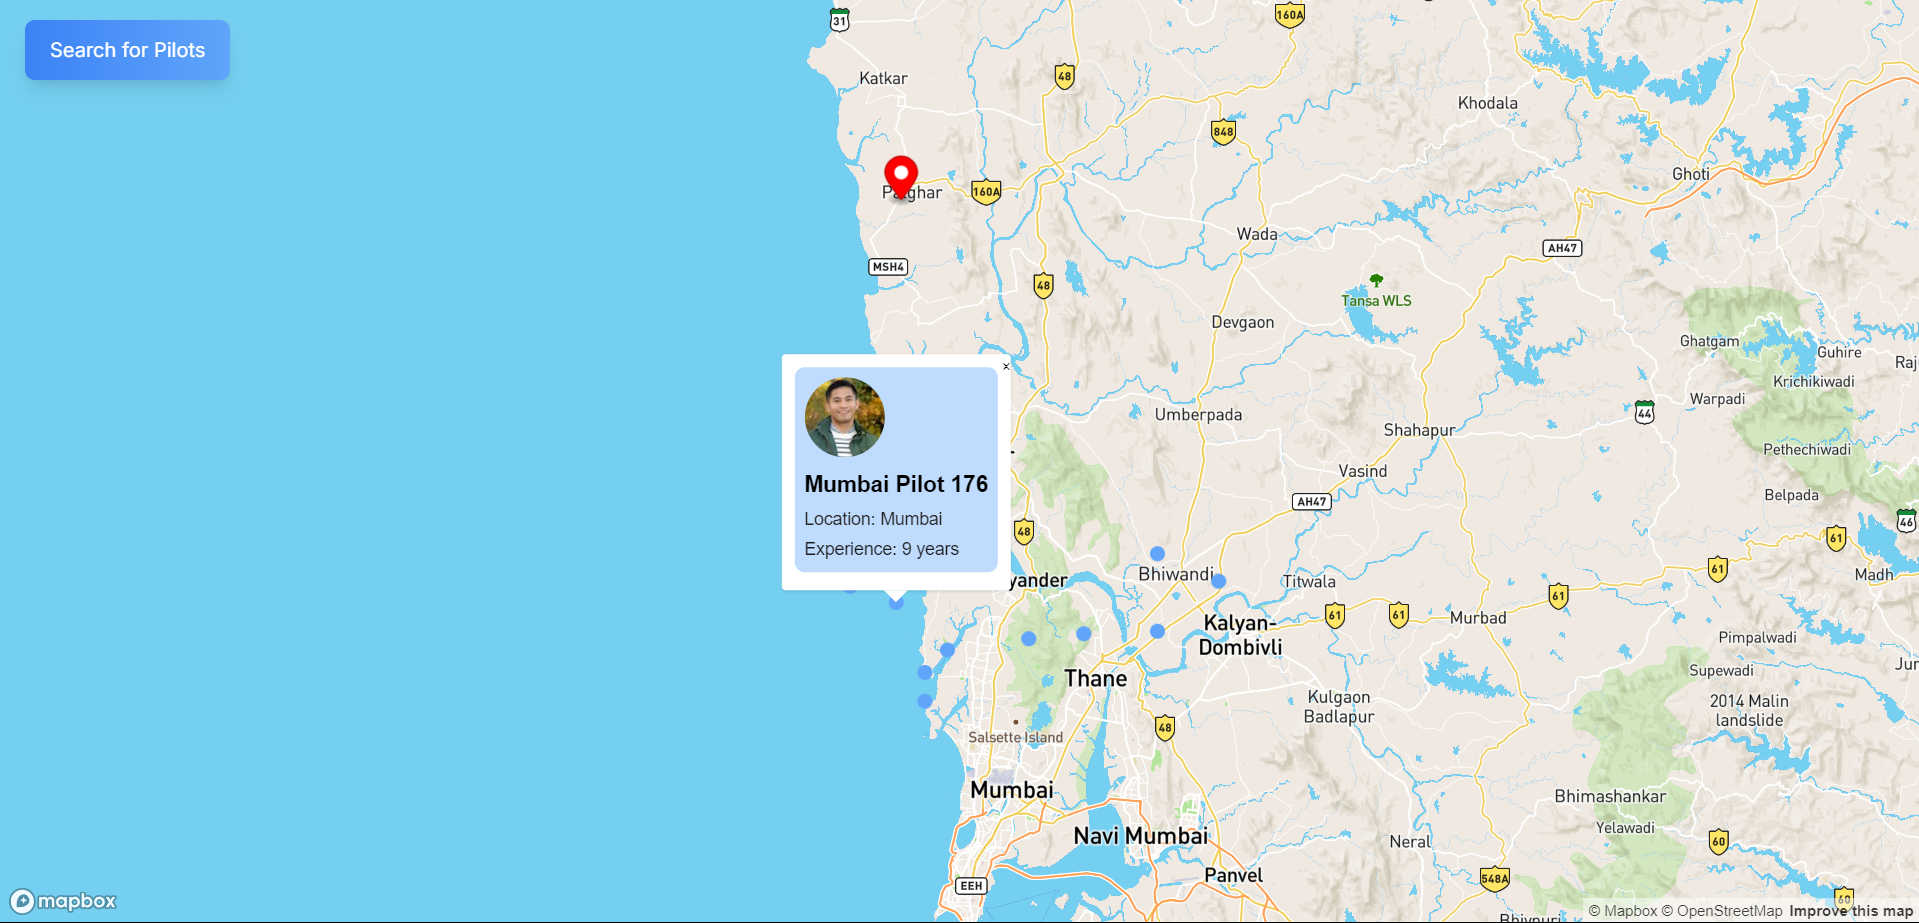 Search for Pilots
31
160A
Katkar
48
Khodala
848
Ghoti
Palghar
160A
Wada
AH47
MSH4
48
Tansa WLS
Devgaon
Ghatgam
Guhire
Raj
Krichikiwadi
Warpadi
Umberpada
44
Shahapur
Pethechiwadi
Vasind
Belpada
AH47
46
×
Mumbai Pilot 176
Location: Mumbai
Experience: 9 years
48
61
61
Madh
yander
Bhiwandi
Titwala
61
61
61
Murbad
Kalyan-
Dombivli
Pimpalwadi
Jur
Supewadi
Thane
Kulgaon
Badlapur
2014 Malin
landslide
48
Salsette Island
Mumbai
Bhimashankar
Yelawadi
Navi Mumbai
Neral
60
Panvel
548A
EEH
60
mapbox
Bhivpuri
© Mapbox © OpenStreetMap Improve this map